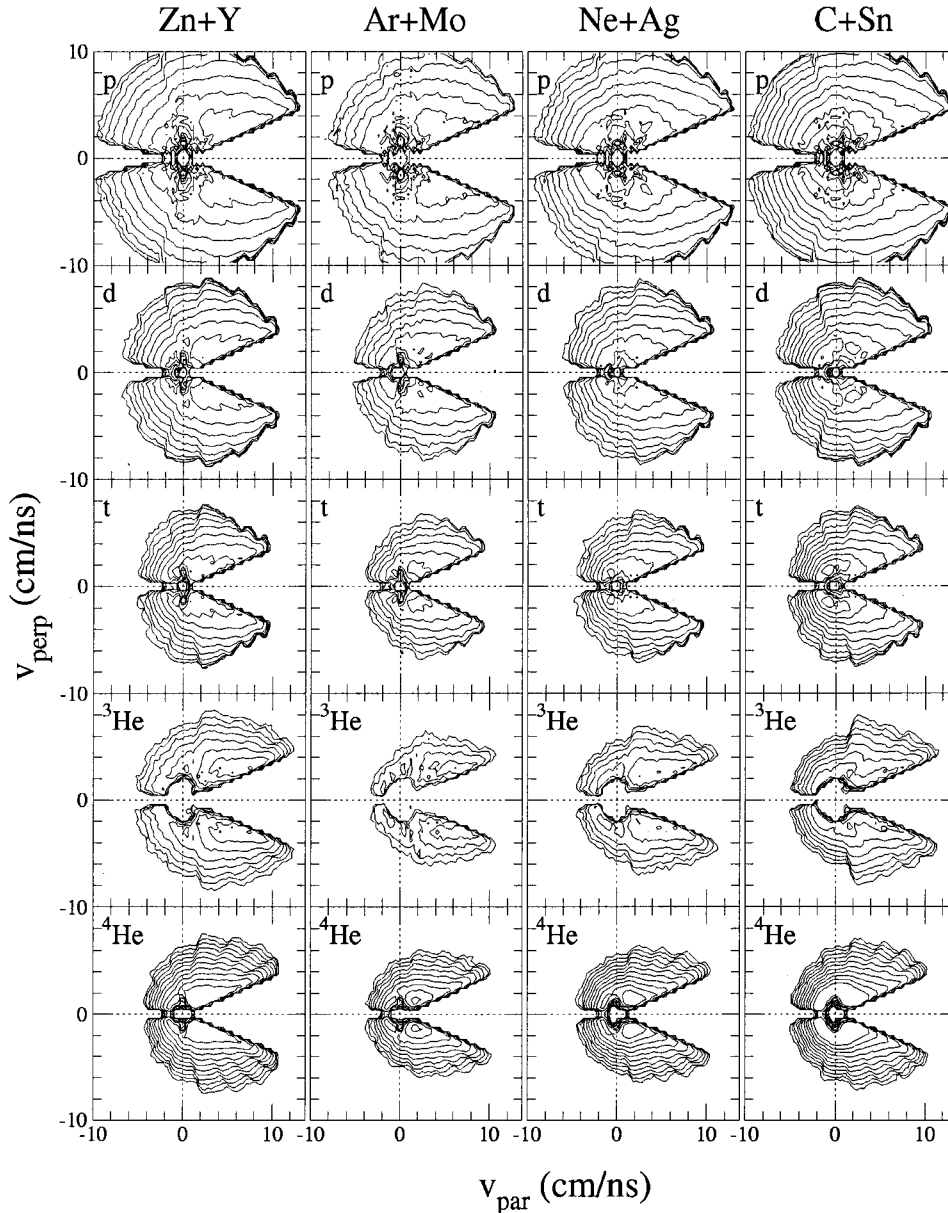 Zn+Y Ar+Mo Ne+Ag C+Sn
10 p p p p
0
-10 d d d d
0
-10 t t t t
0
-10 ³He ³He ³He ³He
0
-10 ⁴He ⁴He ⁴He ⁴He
0
-10
-10 0 10 0 10 -10 0 10 -10 0 10
v_perp (cm/ns)
v_par (cm/ns)